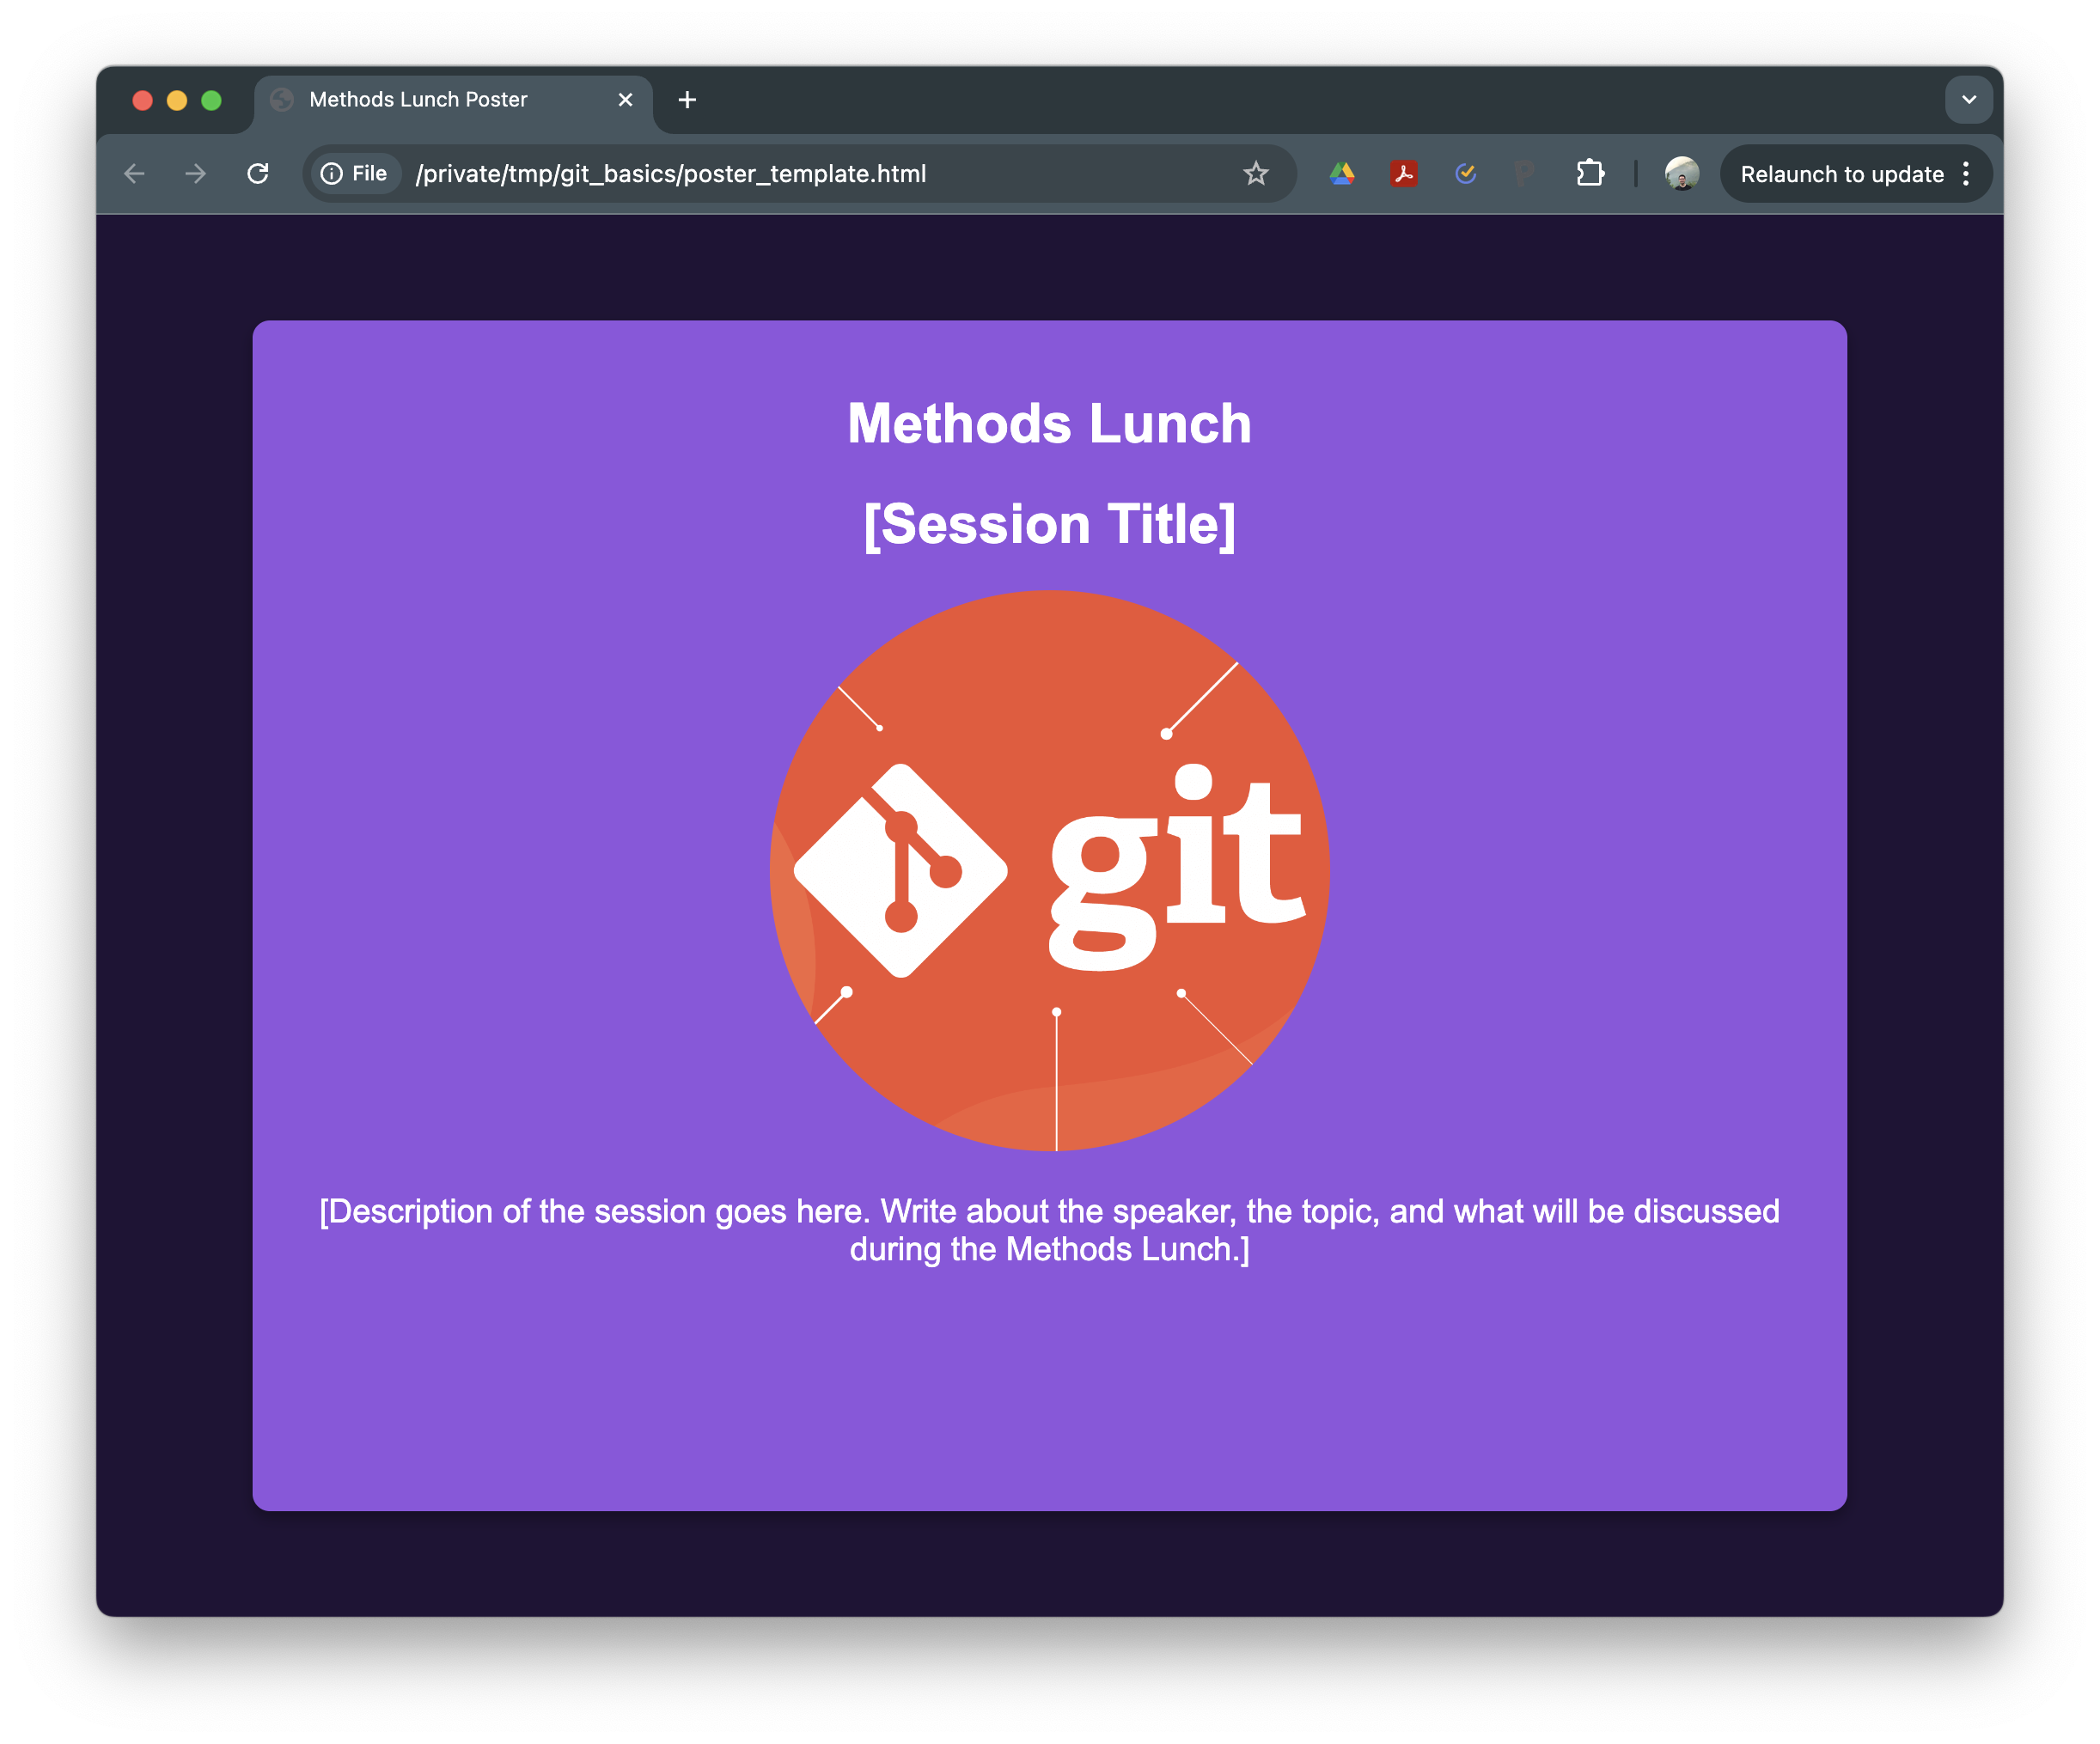 Methods Lunch Poster
File
/private/tmp/git_basics/poster_template.html
Relaunch to update
Methods Lunch
[Session Title]
git
[Description of the session goes here. Write about the speaker, the topic, and what will be discussed
during the Methods Lunch.]